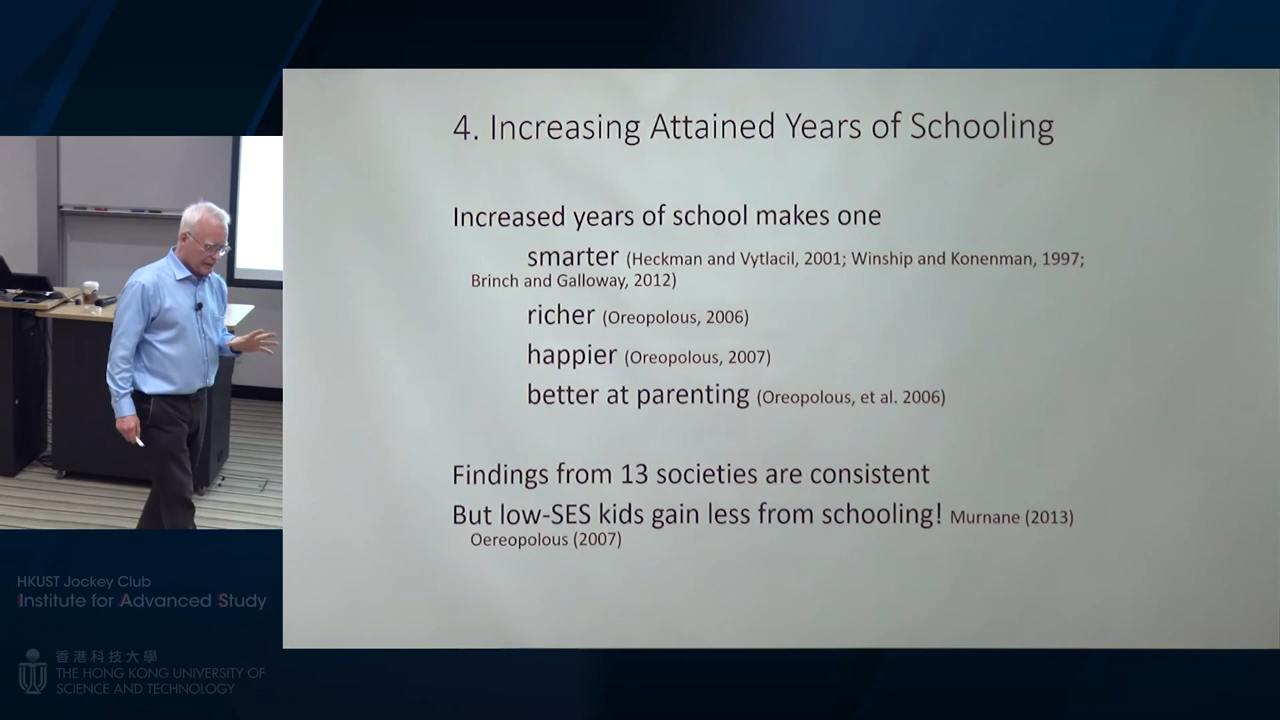 4. Increasing Attained Years of Schooling
Increased years of school makes one
smarter (Heckman and Vytlacil, 2001; Winship and Konenman, 1997;
Brinch and Galloway, 2012)
richer (Oreopolous, 2006)
happier (Oreopolous, 2007)
better at parenting (Oreopolous, et al. 2006)
Findings from 13 societies are consistent
But low-SES kids gain less from schooling! Murnane (2013)
Oereopolous (2007)
HKUST Jockey Club
Institute for Advanced Study
香港科技大學
THE HONG KONG UNIVERSITY OF
SCIENCE AND TECHNOLOGY